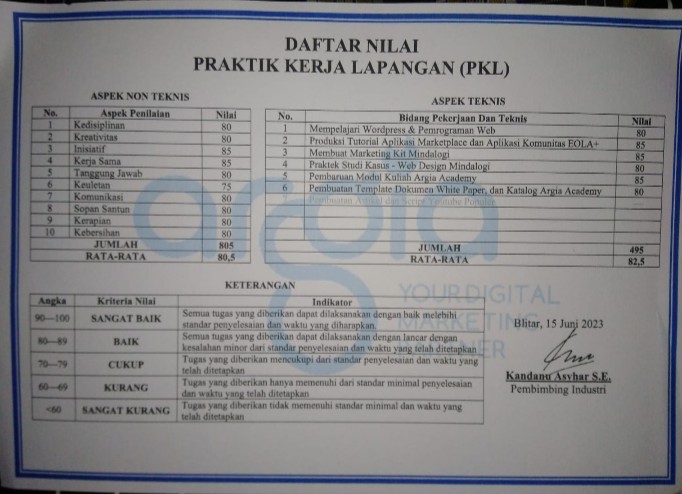 DAFTAR NILAI
PRAKTIK KERJA LAPANGAN (PKL)
ASPEK NON TEKNIS
No. Aspek Penilaian Nilai
1 Kedisiplinan 80
2 Kreativitas 80
3 Inisiatif 85
4 Kerja Sama 85
5 Tanggung Jawab 80
6 Keuletan 75
7 Komunikasi 80
8 Sopan Santun 80
9 Kerapian 80
10 Kebersihan 80
JUMLAH 805
RATA-RATA 80,5
ASPEK TEKNIS
No. Bidang Pekerjaan Dan Teknis Nilai
1 Mempelajari Wordpress & Pemrograman Web 80
2 Produksi Tutorial Aplikasi Marketplace dan Aplikasi Komunitas EOLA+ 85
3 Membuat Marketing Kit Mindalogi 85
4 Praktek Studi Kasus - Web Design Mindalogi 80
5 Pembaruan Modul Kuliah Argia Academy 85
6 Pembuatan Template Dokumen White Paper, dan Katalog Argia Academy 80
JUMLAH 495
RATA-RATA 82,5
KETERANGAN
Angka Kriteria Nilai Indikator
90—100 SANGAT BAIK Semua tugas yang diberikan dapat dilaksanakan dengan baik melebihi
standar penyelesaian dan waktu yang diharapkan.
80—89 BAIK Semua tugas yang diberikan dapat dilaksanakan dengan lancar dengan
kesalahan minor dari standar penyelesaian dan waktu yang telah ditetapkan
70—79 CUKUP Tugas yang diberikan mencukupi dari standar penyelesaian dan waktu yang
telah ditetapkan
60—69 KURANG Tugas yang diberikan hanya memenuhi dari standar minimal penyelesaian
dan waktu yang telah ditetapkan
<60 SANGAT KURANG Tugas yang diberikan tidak memenuhi standar minimal dan waktu yang
telah ditetapkan
argia
YOUR DIGITAL
MARKETING
Blitar, 15 Juni 2023
Kandanu Asyhar S.E.
Pembimbing Industri